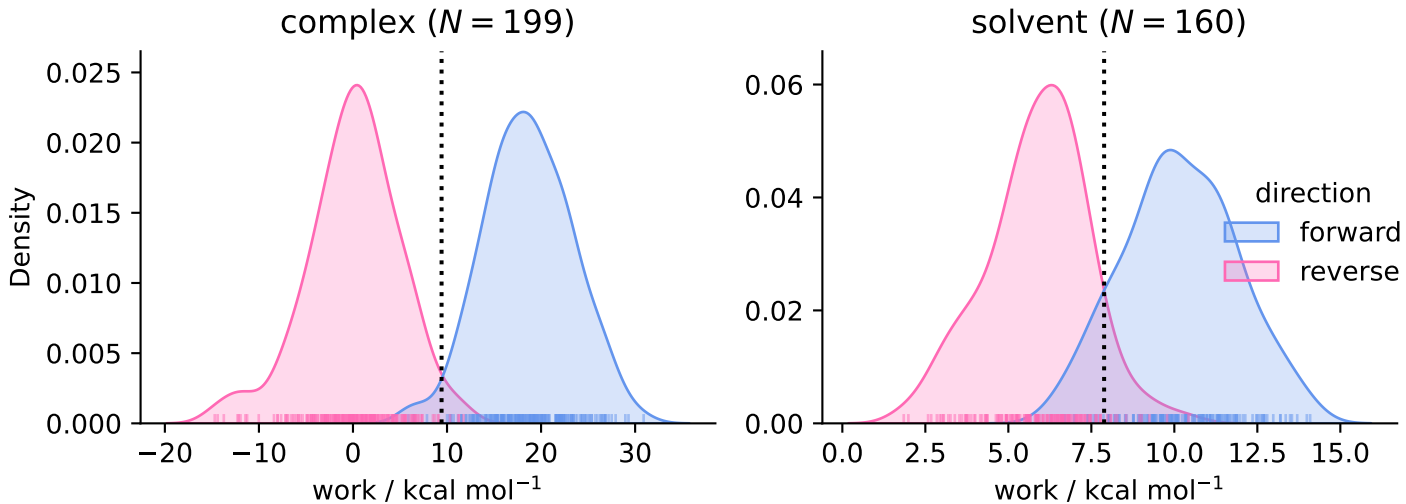 complex (N = 199)
Density
0.025
0.020
0.015
0.010
0.005
0.000
−20 −10 0 10 20 30
work / kcal mol⁻¹
solvent (N = 160)
0.06
0.04
0.02
0.00
0.0 2.5 5.0 7.5 10.0 12.5 15.0
work / kcal mol⁻¹
direction
forward
reverse